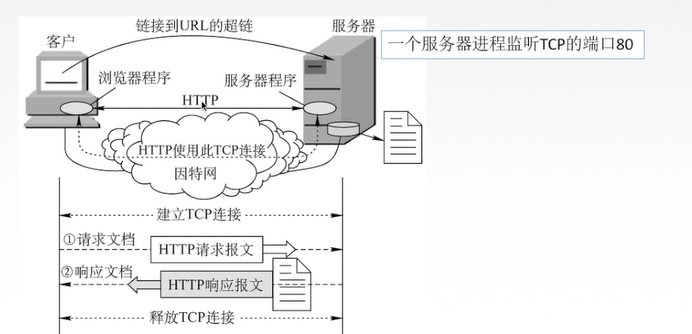 链接到URL的超链
服务器
客户
一个服务器进程监听TCP的端口80
浏览器程序
服务器程序
HTTP
HTTP使用此TCP连接
因特网
建立TCP连接
①请求文档
HTTP请求报文
②响应文档
HTTP响应报文
释放TCP连接